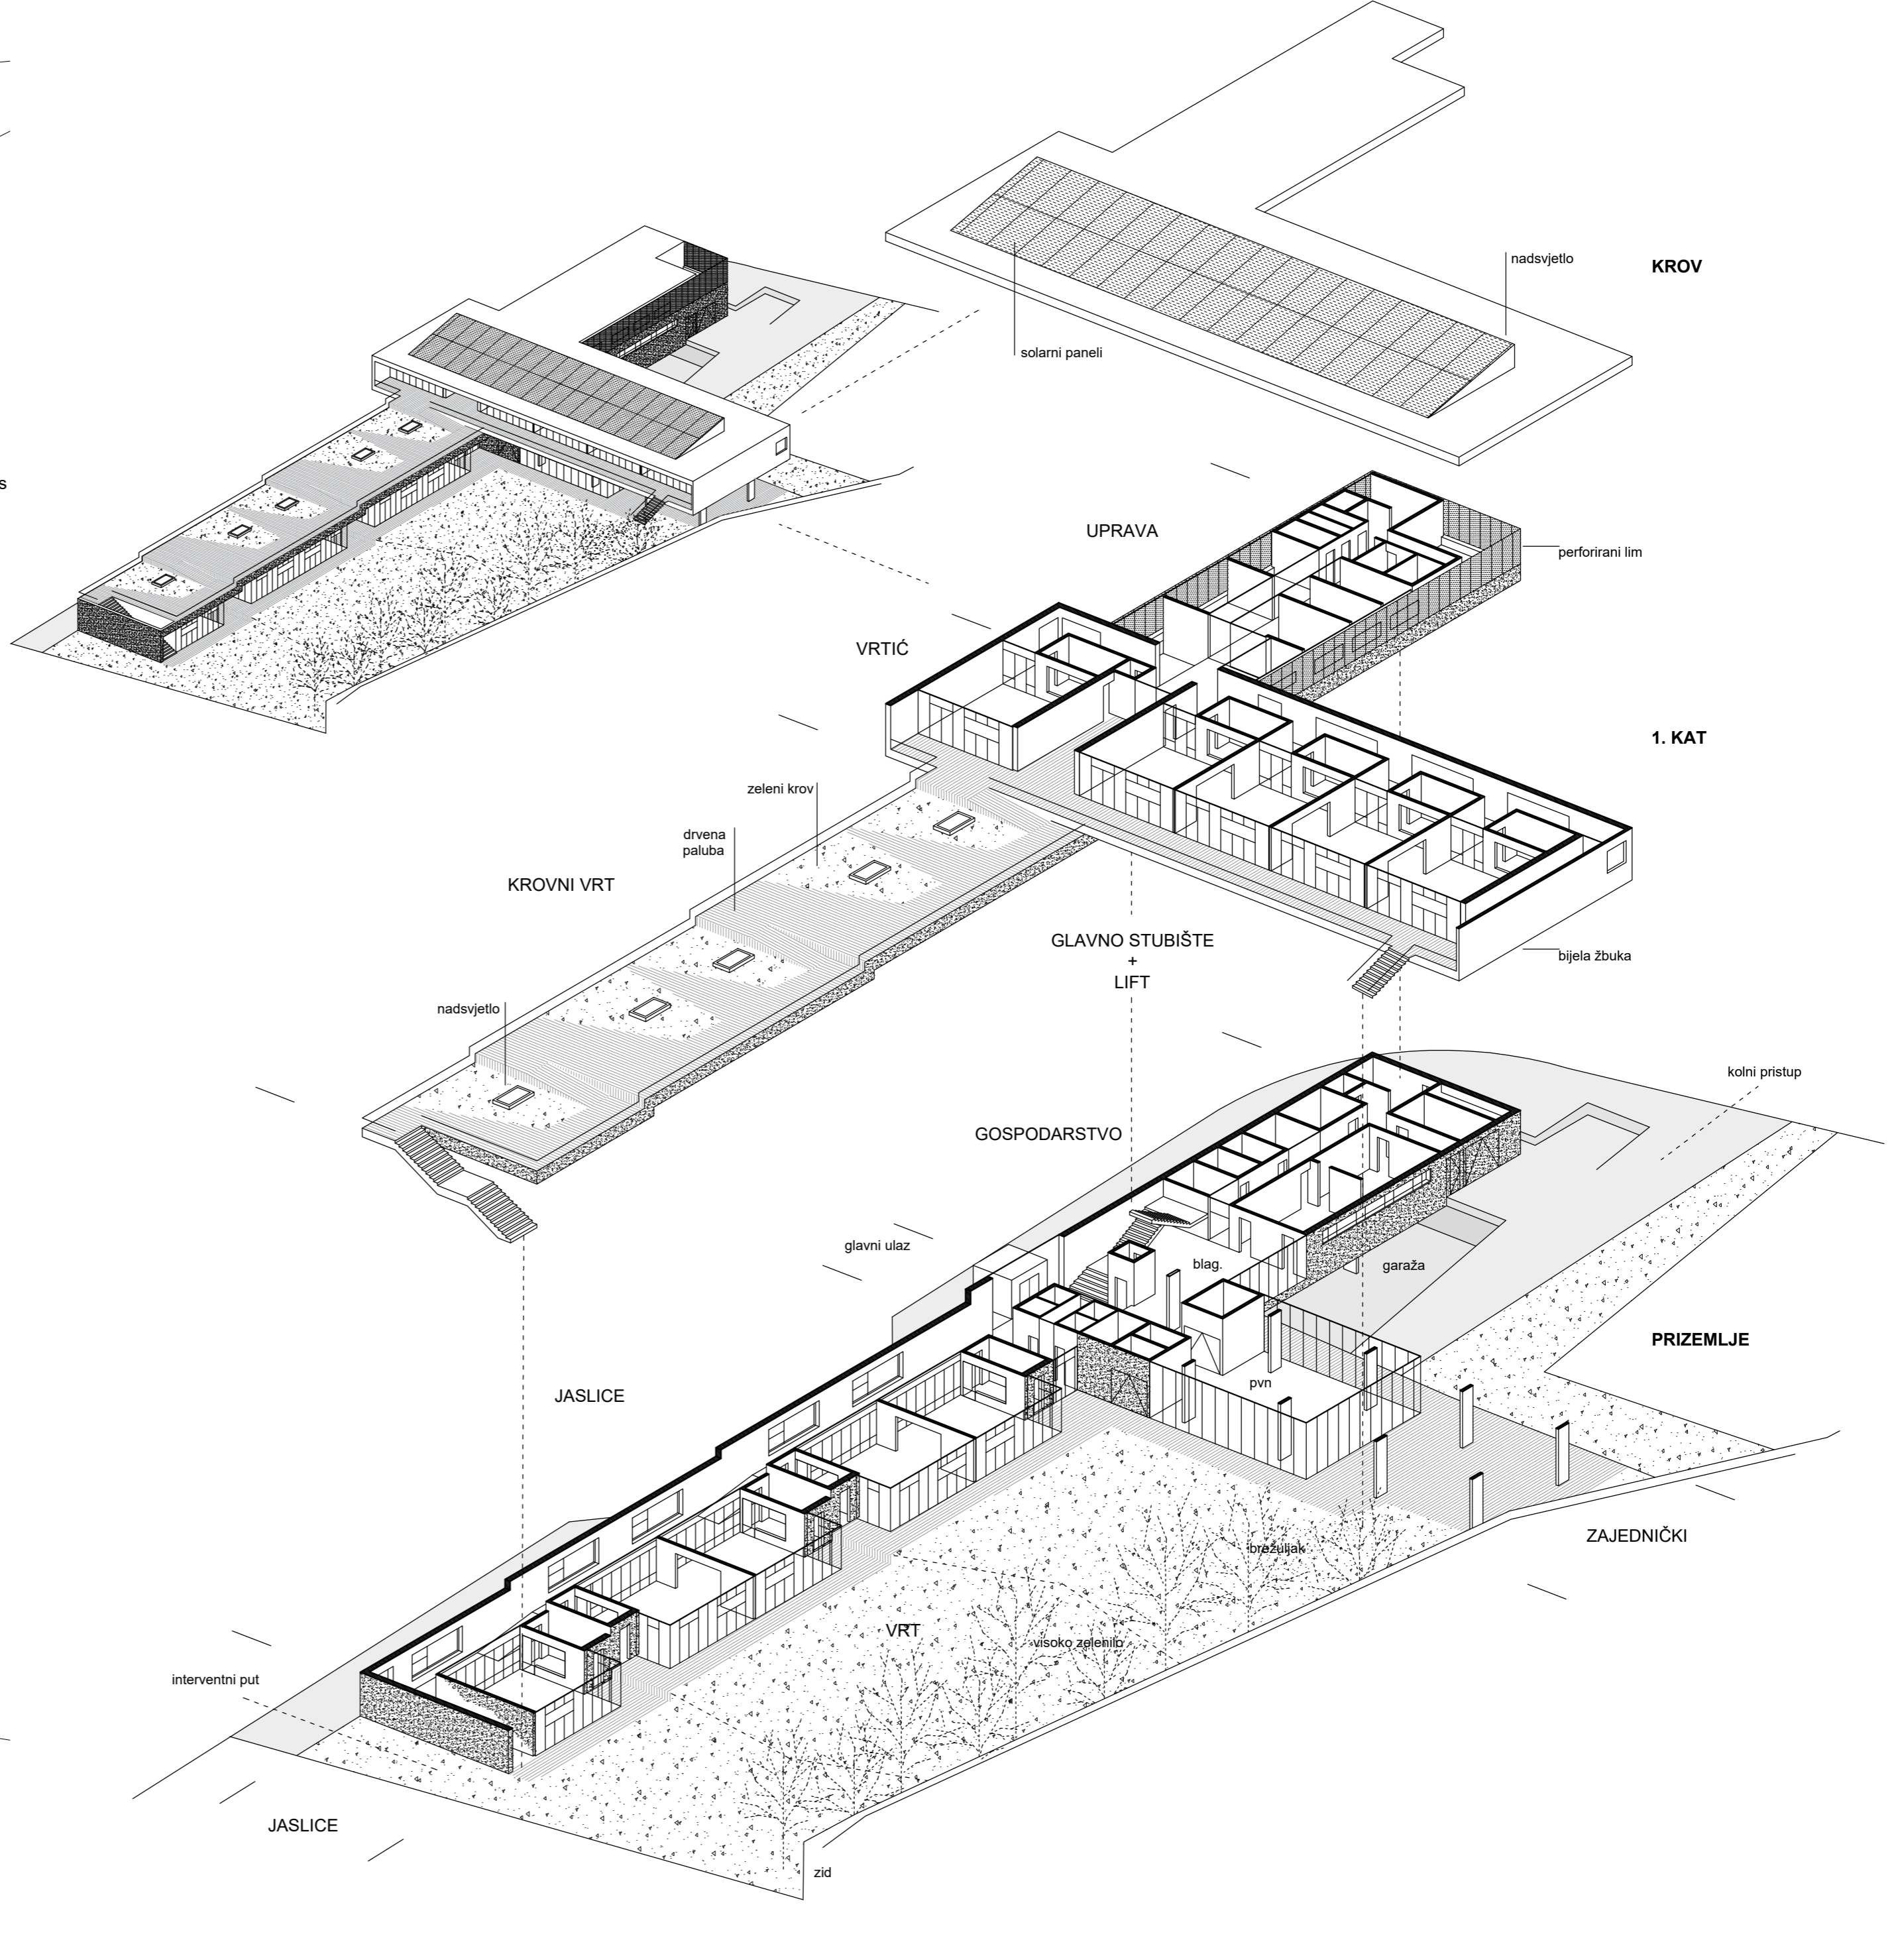 nadsvjetlo
KROV
solarni paneli
s
UPRAVA
perforirani lim
VRTIĆ
1. KAT
zeleni krov
drvena
paluba
KROVNI VRT
GLAVNO STUBIŠTE
+
LIFT
bijela žbuka
nadsvjetlo
kolni pristup
GOSPODARSTVO
glavni ulaz
blag.
garaža
PRIZEMLJE
pvn
JASLICE
ZAJEDNIČKI
brežuljak
VRT
visoko zelenilo
interventni put
JASLICE
zid